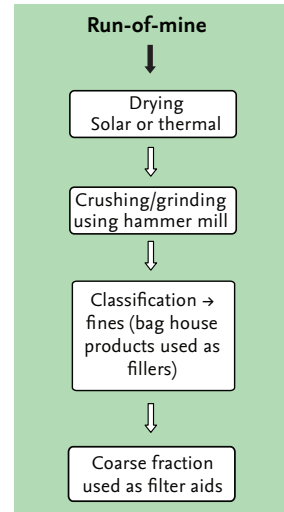 Run-of-mine
Drying
Solar or thermal
Crushing/grinding
using hammer mill
Classification →
fines (bag house
products used as
fillers)
Coarse fraction
used as filter aids